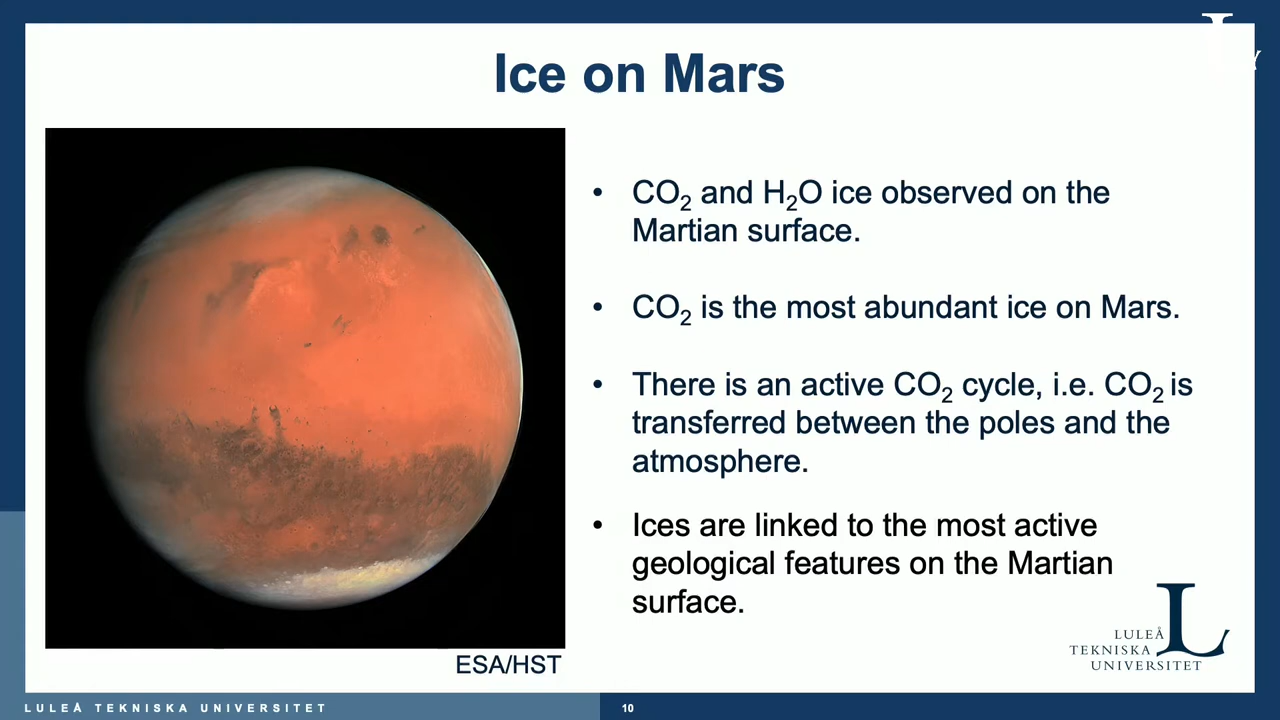 Ice on Mars
• CO₂ and H₂O ice observed on the
Martian surface.
• CO₂ is the most abundant ice on Mars.
• There is an active CO₂ cycle, i.e. CO₂ is
transferred between the poles and the
atmosphere.
• Ices are linked to the most active
geological features on the Martian
surface.
ESA/HST
L
LULEÅ
TEKNISKA
UNIVERSITET
LULEÅ TEKNISKA UNIVERSITET
10